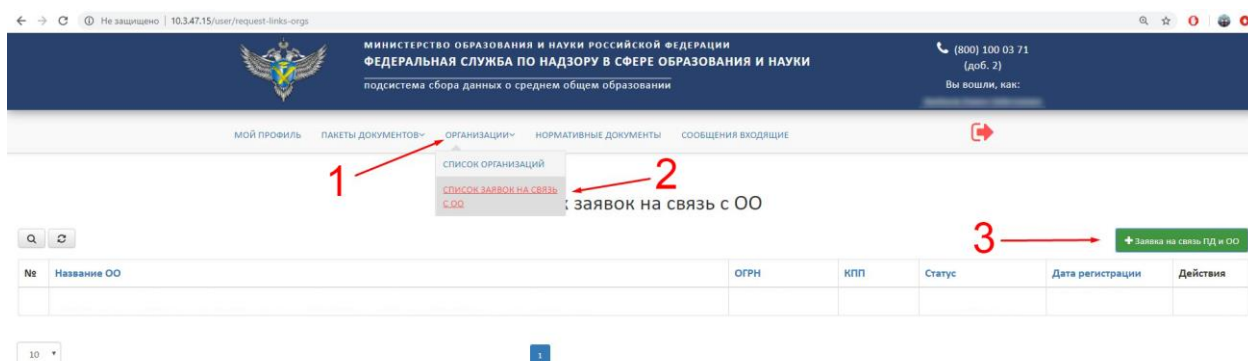 Не защищено | 10.3.47.15/user/request-links-orgs
МИНИСТЕРСТВО ОБРАЗОВАНИЯ И НАУКИ РОССИЙСКОЙ ФЕДЕРАЦИИ
ФЕДЕРАЛЬНАЯ СЛУЖБА ПО НАДЗОРУ В СФЕРЕ ОБРАЗОВАНИЯ И НАУКИ
подсистема сбора данных о среднем общем образовании
(800) 100 03 71
(доб. 2)
Вы вошли, как:
МОЙ ПРОФИЛЬ ПАКЕТЫ ДОКУМЕНТОВ ОРГАНИЗАЦИИ НОРМАТИВНЫЕ ДОКУМЕНТЫ СООБЩЕНИЯ ВХОДЯЩИЕ
1
СПИСОК ОРГАНИЗАЦИЙ
СПИСОК ЗАЯВОК НА СВЯЗЬ
С ОО
2
заявок на связь с ОО
3
+ Заявка на связь ПД и ОО
№ Название ОО ОГРН КПП Статус Дата регистрации Действия
10
1